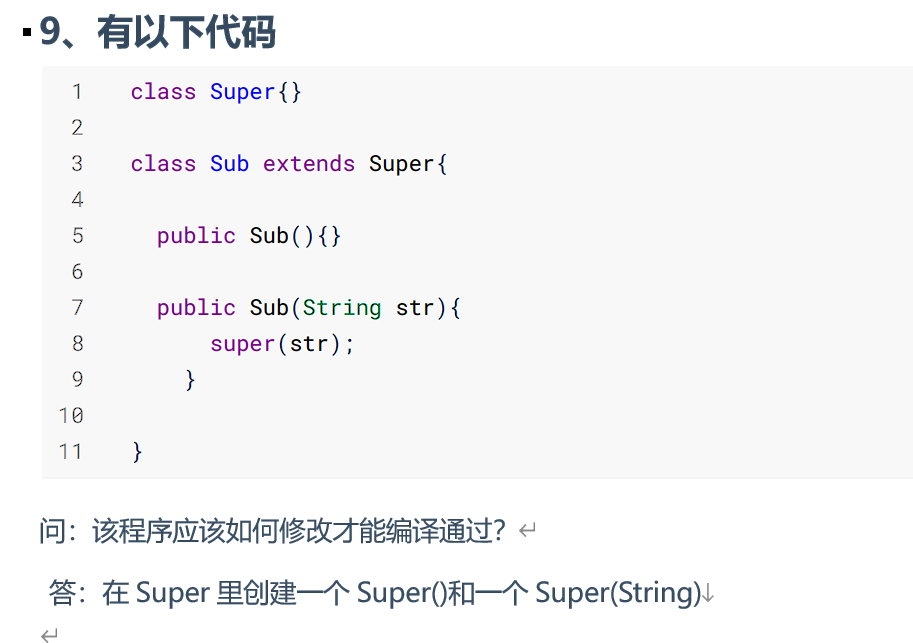 ▪9、有以下代码
1 class Super{}
2
3 class Sub extends Super{
4
5 public Sub(){}
6
7 public Sub(String str){
8 super(str);
9 }
10
11 }
问：该程序应该如何修改才能编译通过？↵
答：在 Super 里创建一个 Super()和一个 Super(String)↓
↵